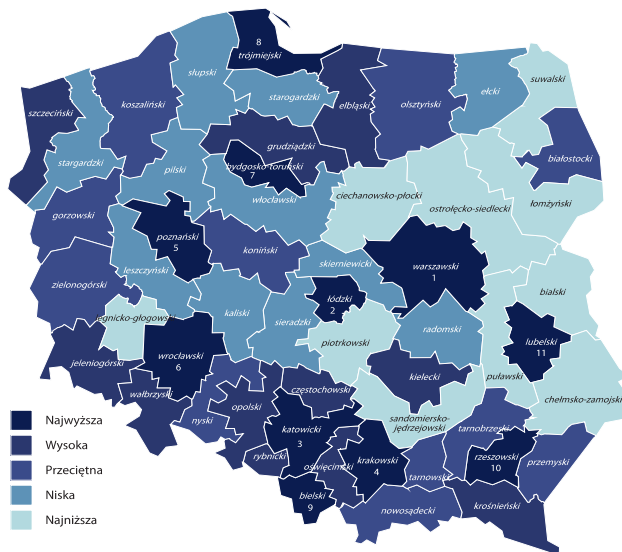 8
trójmiejski
słupski
suwalski
koszaliński
ełcki
starogardzki
elbląski
olsztyński
szczeciński
grudziądzki
białostocki
stargardzki
pilski
bydgosko-toruński
7
włocławski
ciechanowsko-płocki
ostrołęcko-siedlecki
łomżyński
gorzowski
poznański
5
koniński
skierniewicki
warszawski
1
leszczyński
zielonogórski
bialski
łódzki
2
kaliski
egnicko-głogowski
sieradzki
radomski
piotrkowski
lubelski
11
wrocławski
6
jeleniogórski
kielecki
puławski
częstochowski
wałbrzyski
opolski
chełmsko-zamojski
nyski
sandomiersko-
jędrzejowski
tarnobrzeski
katowicki
3
rybnicki
oświęcimski
krakowski
4
rzeszowski
10
przemyski
tarnowski
bielski
9
nowosądecki
krośnieński
Najwyższa
Wysoka
Przeciętna
Niska
Najniższa